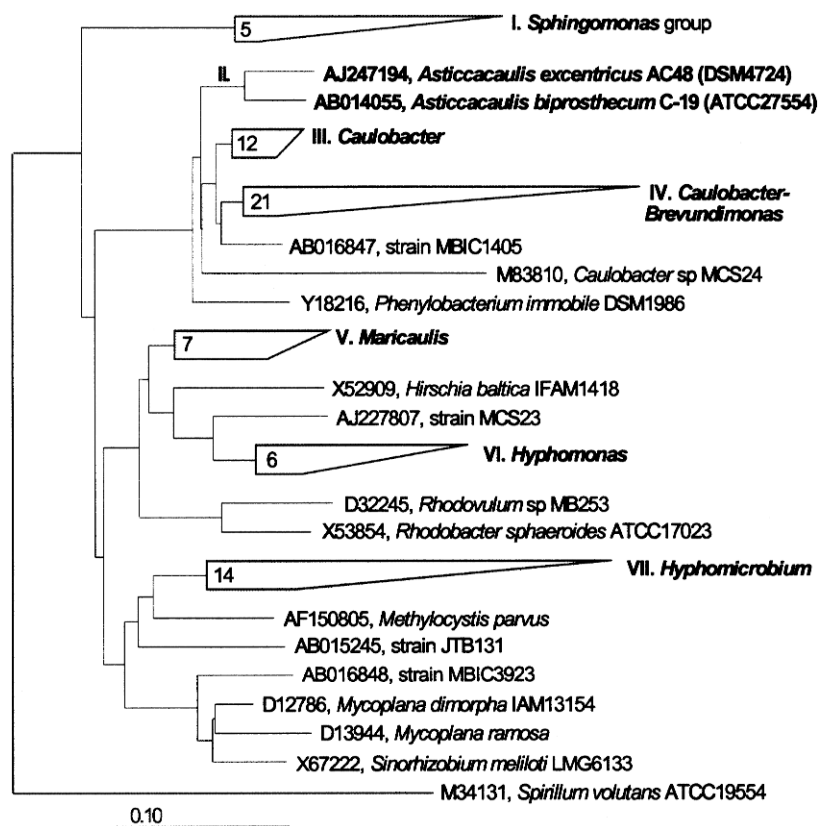 5
I. Sphingomonas group
II.
AJ247194, Asticcacaulis excentricus AC48 (DSM4724)
AB014055, Asticcacaulis biprosthecum C-19 (ATCC27554)
12
III. Caulobacter
21
IV. Caulobacter-
Brevundimonas
AB016847, strain MBIC1405
M83810, Caulobacter sp MCS24
Y18216, Phenylobacterium immobile DSM1986
7
V. Maricaulis
X52909, Hirschia baltica IFAM1418
AJ227807, strain MCS23
6
VI. Hyphomonas
D32245, Rhodovulum sp MB253
X53854, Rhodobacter sphaeroides ATCC17023
14
VII. Hyphomicrobium
AF150805, Methylocystis parvus
AB015245, strain JTB131
AB016848, strain MBIC3923
D12786, Mycoplana dimorpha IAM13154
D13944, Mycoplana ramosa
X67222, Sinorhizobium meliloti LMG6133
M34131, Spirillum volutans ATCC19554
0.10